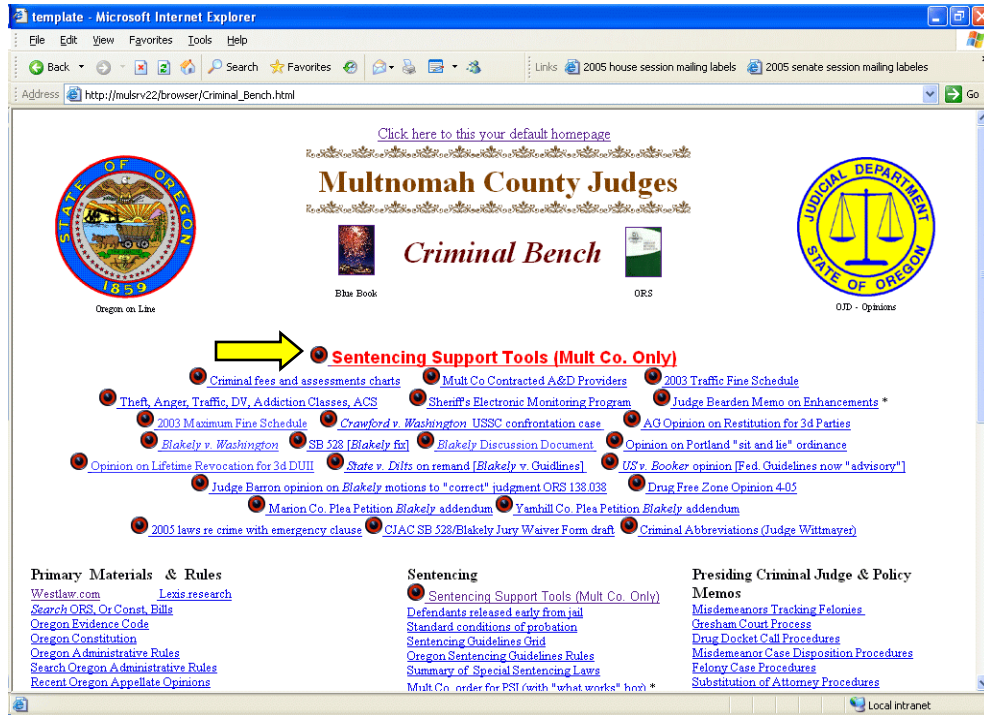 template - Microsoft Internet Explorer
File Edit View Favorites Tools Help
Back Search Favorites Links 2005 house session mailing labels 2005 senate session mailing labeles
Address http://mulsrv22/browser/Criminal_Bench.html Go
Click here to this your default homepage
Multnomah County Judges
STATE OF OREGON
1859
JUDICIAL DEPARTMENT
STATE OF OREGON
Criminal Bench
Blue Book
ORS
Oregon on Line
OJD - Opinions
Sentencing Support Tools (Mult Co. Only)
Criminal fees and assessments charts Mult Co Contracted A&D Providers 2003 Traffic Fine Schedule
Theft, Anger, Traffic, DV, Addiction Classes, ACS Sheriff's Electronic Monitoring Program Judge Bearden Memo on Enhancements *
2003 Maximum Fine Schedule Crawford v. Washington USSC confrontation case AG Opinion on Restitution for 3d Parties
Blakely v. Washington SB 528 [Blakely fix] Blakely Discussion Document Opinion on Portland "sit and lie" ordinance
Opinion on Lifetime Revocation for 3d DUII State v. Dilts on remand [Blakely v. Guidlines] US v. Booker opinion [Fed. Guidelines now "advisory"]
Judge Barron opinion on Blakely motions to "correct" judgment ORS 138.038 Drug Free Zone Opinion 4-05
Marion Co. Plea Petition Blakely addendum Yamhill Co. Plea Petition Blakely addendum
2005 laws re crime with emergency clause CJAC SB 528/Blakely Jury Waiver Form draft Criminal Abbreviations (Judge Wittmayer)
Primary Materials & Rules
Westlaw.com Lexis.research
Search ORS, Or Const, Bills
Oregon Evidence Code
Oregon Constitution
Oregon Administrative Rules
Search Oregon Administrative Rules
Recent Oregon Appellate Opinions
Sentencing
Sentencing Support Tools (Mult Co. Only)
Defendants released early from jail
Standard conditions of probation
Sentencing Guidelines Grid
Oregon Sentencing Guidelines Rules
Summary of Special Sentencing Laws
Mult Co. order for PSI (with "what works" box) *
Presiding Criminal Judge & Policy
Memos
Misdemeanors Tracking Felonies
Gresham Court Process
Drug Docket Call Procedures
Misdemeanor Case Disposition Procedures
Felony Case Procedures
Substitution of Attorney Procedures
Local intranet